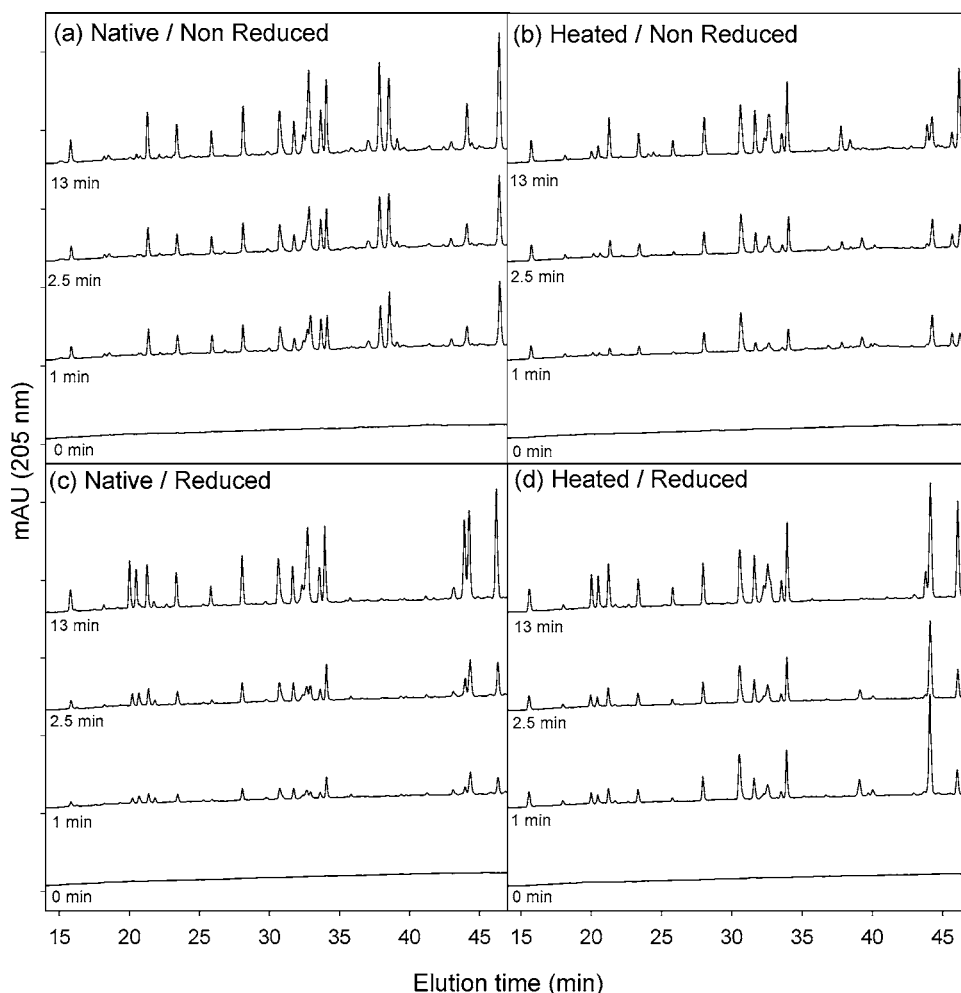 (a) Native / Non Reduced
13 min
2.5 min
1 min
0 min
(b) Heated / Non Reduced
13 min
2.5 min
1 min
0 min
(c) Native / Reduced
13 min
2.5 min
1 min
0 min
(d) Heated / Reduced
13 min
2.5 min
1 min
0 min
mAU (205 nm)
15 20 25 30 35 40 45 15 20 25 30 35 40 45
Elution time (min)